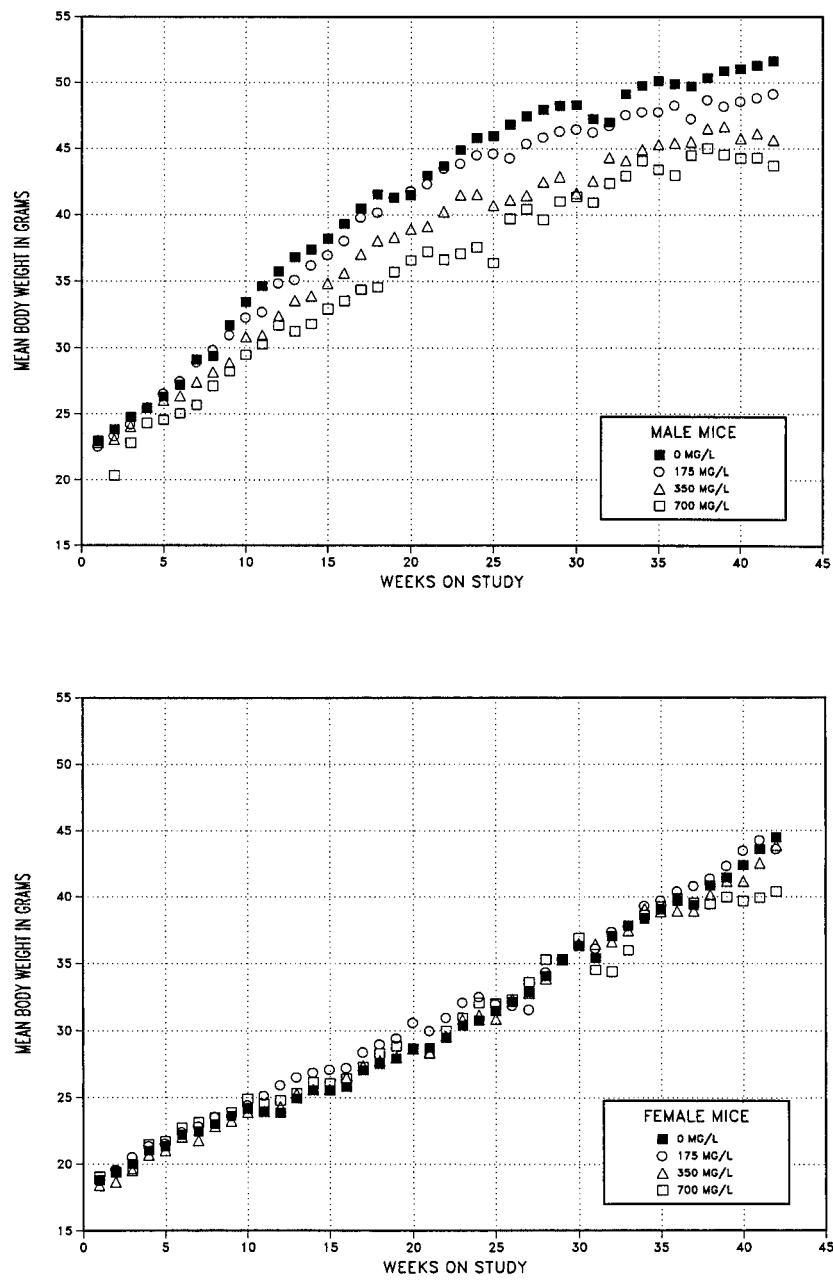 MEAN BODY WEIGHT IN GRAMS
55
50
45
40
35
30
25
20
15
MALE MICE
0 MG/L
175 MG/L
350 MG/L
700 MG/L
0 5 10 15 20 25 30 35 40 45
WEEKS ON STUDY
MEAN BODY WEIGHT IN GRAMS
55
50
45
40
35
30
25
20
15
FEMALE MICE
0 MG/L
175 MG/L
350 MG/L
700 MG/L
0 5 10 15 20 25 30 35 40 45
WEEKS ON STUDY